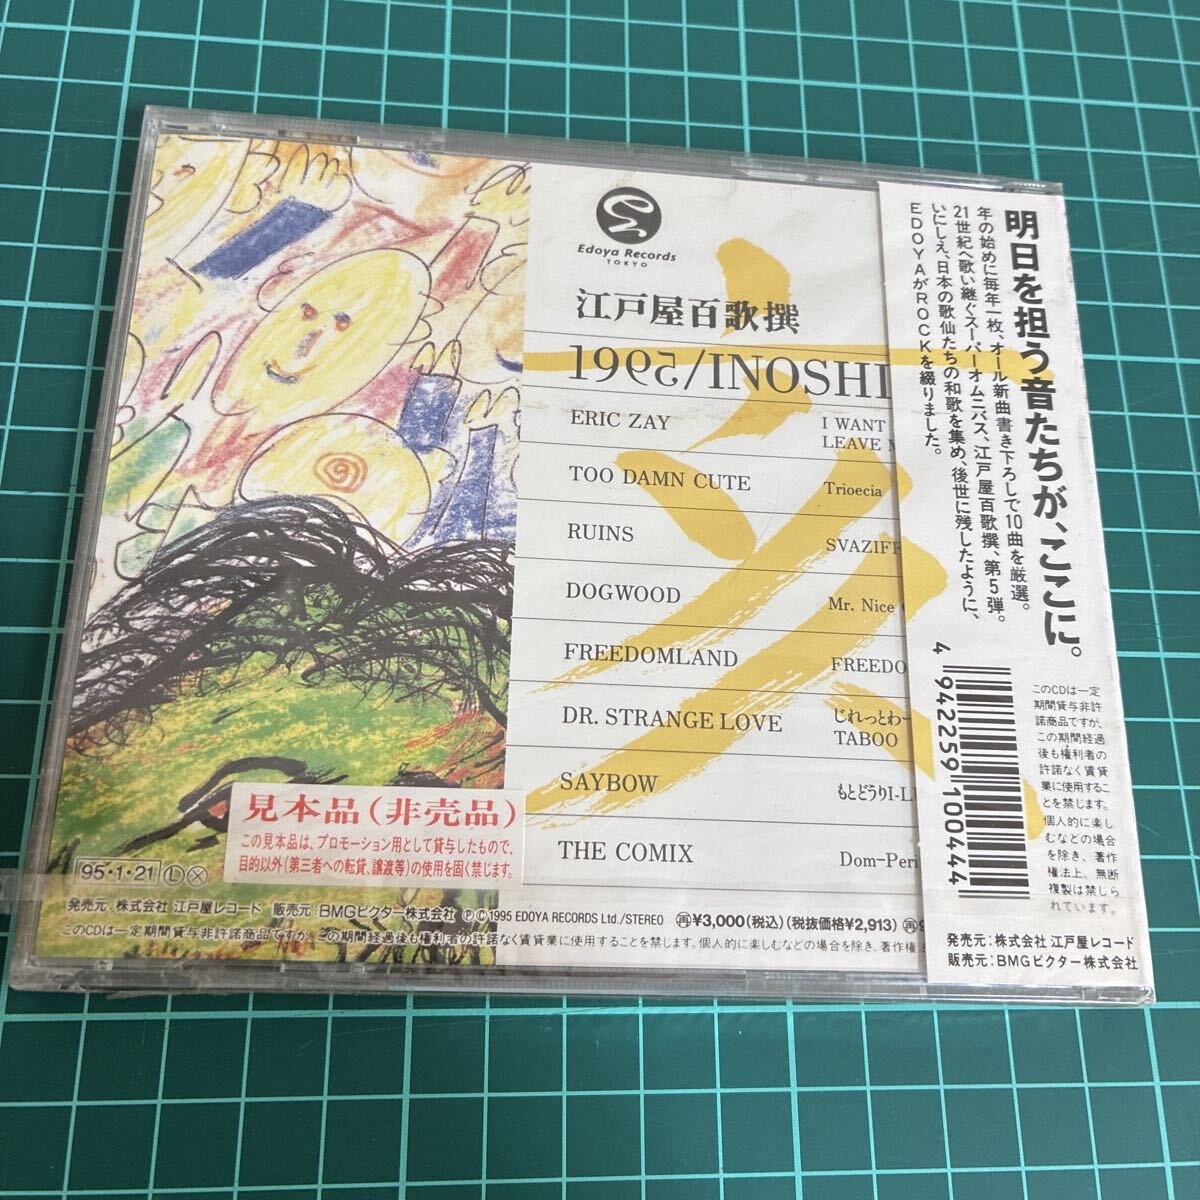 Edoya Records
TOKYO
江戸屋百歌撰
1995/INOSHI
ERIC ZAY
I WANT
LEAVE M
TOO DAMN CUTE
Trioecia
RUINS
SVAZIFF
DOGWOOD
Mr. Nice
FREEDOMLAND
FREEDO
DR. STRANGE LOVE
じれっとわー
TABOO
SAYBOW
もとどうりI-L
THE COMIX
Dom-Peri
亥
見本品(非売品)
この見本品は、プロモーション用として貸与したもので、
目的以外(第三者への転貸、譲渡等)の使用を固く禁じます。
95・1・21 Ⓛ ⓧ
発売元:株式会社 江戸屋レコード 販売元:BMGビクター株式会社 ℗©1995 EDOYA RECORDS Ltd./STEREO ㊐¥3,000(税込)(税抜価格¥2,913)
このCDは一定期間貸与非許諾商品ですが、この期間経過後も権利者の許諾なく賃貸業に使用することを禁じます。個人的に楽しむなどの場合を除き、著作権
明日を担う音たちが、ここに。
年の始めに毎年一枚、オール新曲書き下ろしで10曲を厳選。
21世紀へ歌い継ぐスーパーオムニバス、江戸屋百歌撰、第5弾。
いにしえ、日本の歌仙たちの和歌を集め、後世に残したように、
EDOYAがROCKを綴りました。
4 942259 100444
このCDは一定
期間貸与非許
諾商品ですが、
この期間経過
後も権利者の
許諾なく賃貸
業に使用するこ
とを禁じます。
個人的に楽し
むなどの場合
を除き、著作
権法上、無断
複製は禁じら
れています。
発売元:株式会社 江戸屋レコード
販売元:BMGビクター株式会社